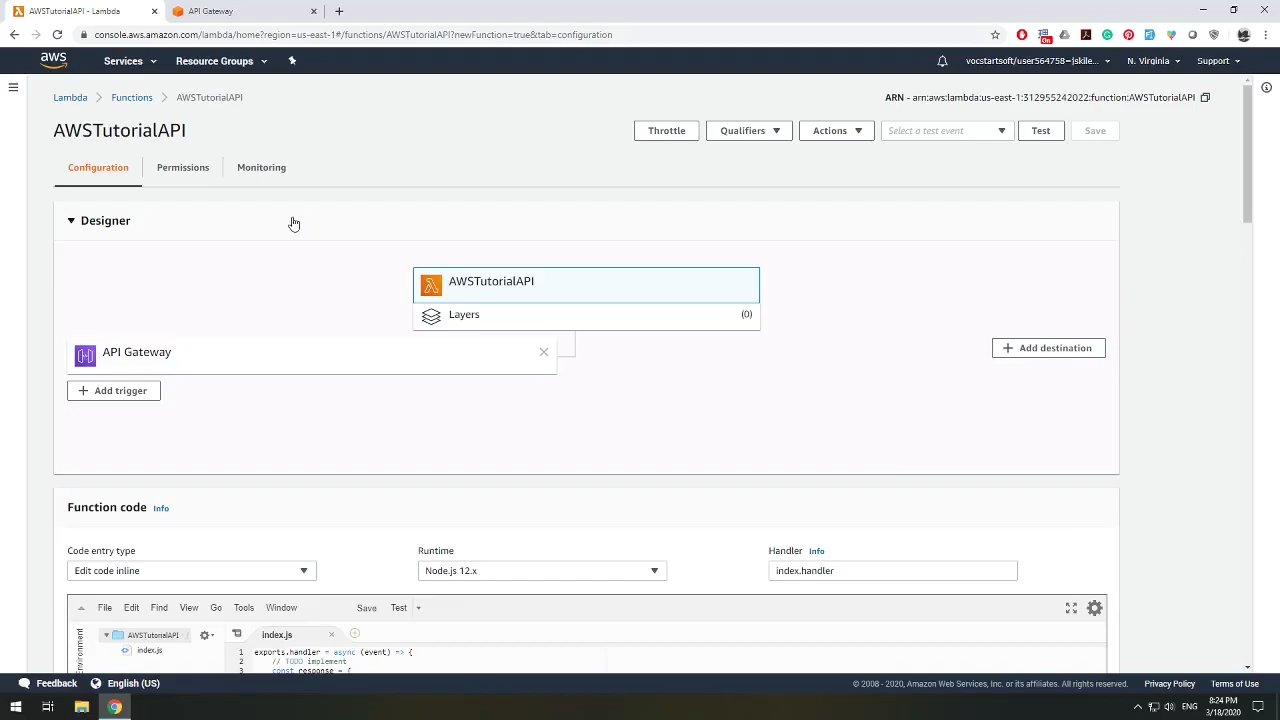 AWSTutorialAPI - Lambda
API Gateway
console.aws.amazon.com/lambda/home?region=us-east-1#/functions/AWSTutorialAPI?newFunction=true&tab=configuration
On
aws
Services
Resource Groups
vocstartsoft/user564758=jskile...
N. Virginia
Support
Lambda
Functions
AWSTutorialAPI
ARN - arn:aws:lambda:us-east-1:312955242022:function:AWSTutorialAPI
AWSTutorialAPI
Throttle
Qualifiers
Actions
Select a test event
Test
Save
Configuration
Permissions
Monitoring
Designer
AWSTutorialAPI
Layers
(0)
API Gateway
Add destination
Add trigger
Function code Info
Code entry type
Runtime
Handler Info
Edit code inline
Node.js 12.x
index.handler
File Edit Find View Go Tools Window Save Test
Environment
AWSTutorialAPI /
index.js
index.js
1 exports.handler = async (event) => {
2 // TODO implement
3 const response = {
Feedback
English (US)
© 2008 - 2020, Amazon Web Services, Inc. or its affiliates. All rights reserved.
Privacy Policy
Terms of Use
ENG
8:24 PM
3/18/2020